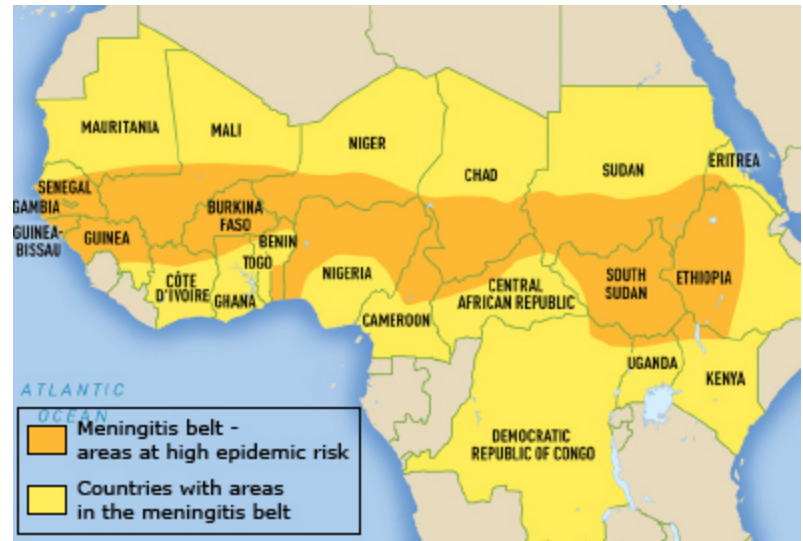 MAURITANIA
MALI
NIGER
CHAD
SUDAN
ERITREA
SENEGAL
GAMBIA
GUINEA-
BISSAU
GUINEA
BURKINA
FASO
BENIN
TOGO
CÔTE
D'IVOIRE
GHANA
NIGERIA
CAMEROON
CENTRAL
AFRICAN REPUBLIC
SOUTH
SUDAN
ETHIOPIA
UGANDA
KENYA
DEMOCRATIC
REPUBLIC OF CONGO
ATLANTIC
OCEAN
Meningitis belt -
areas at high epidemic risk
Countries with areas
in the meningitis belt